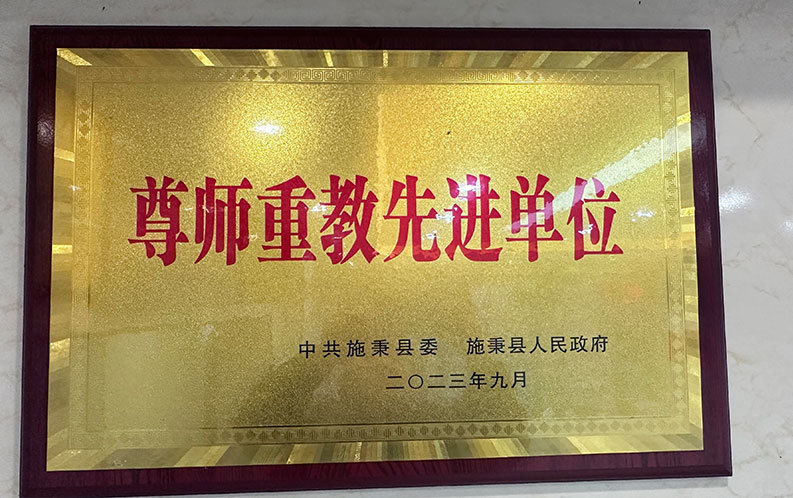 尊师重教先进单位
中共施秉县委 施秉县人民政府
二〇二三年九月